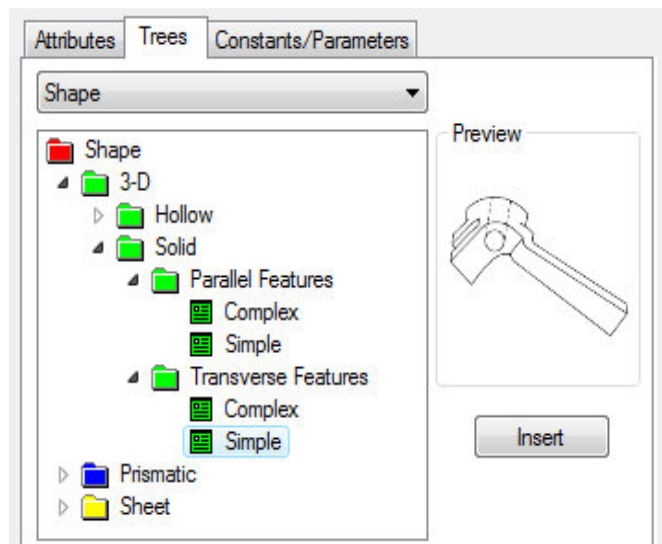 Attributes Trees Constants/Parameters
Shape
Preview
Shape
3-D
Hollow
Solid
Parallel Features
Complex
Simple
Transverse Features
Complex
Simple
Insert
Prismatic
Sheet